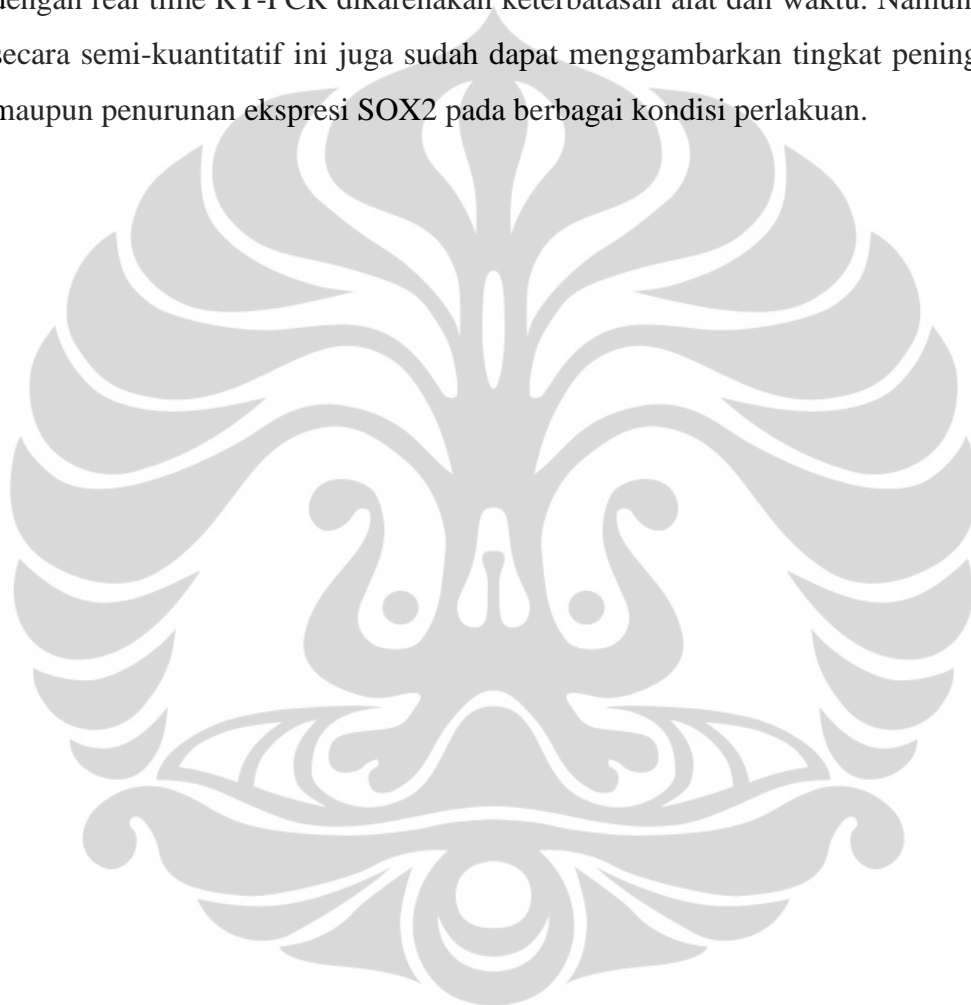 dengan real time RT-PCR dikarenakan keterbatasan alat dan waktu. Namun
secara semi-kuantitatif ini juga sudah dapat menggambarkan tingkat pening
maupun penurunan ekspresi SOX2 pada berbagai kondisi perlakuan.